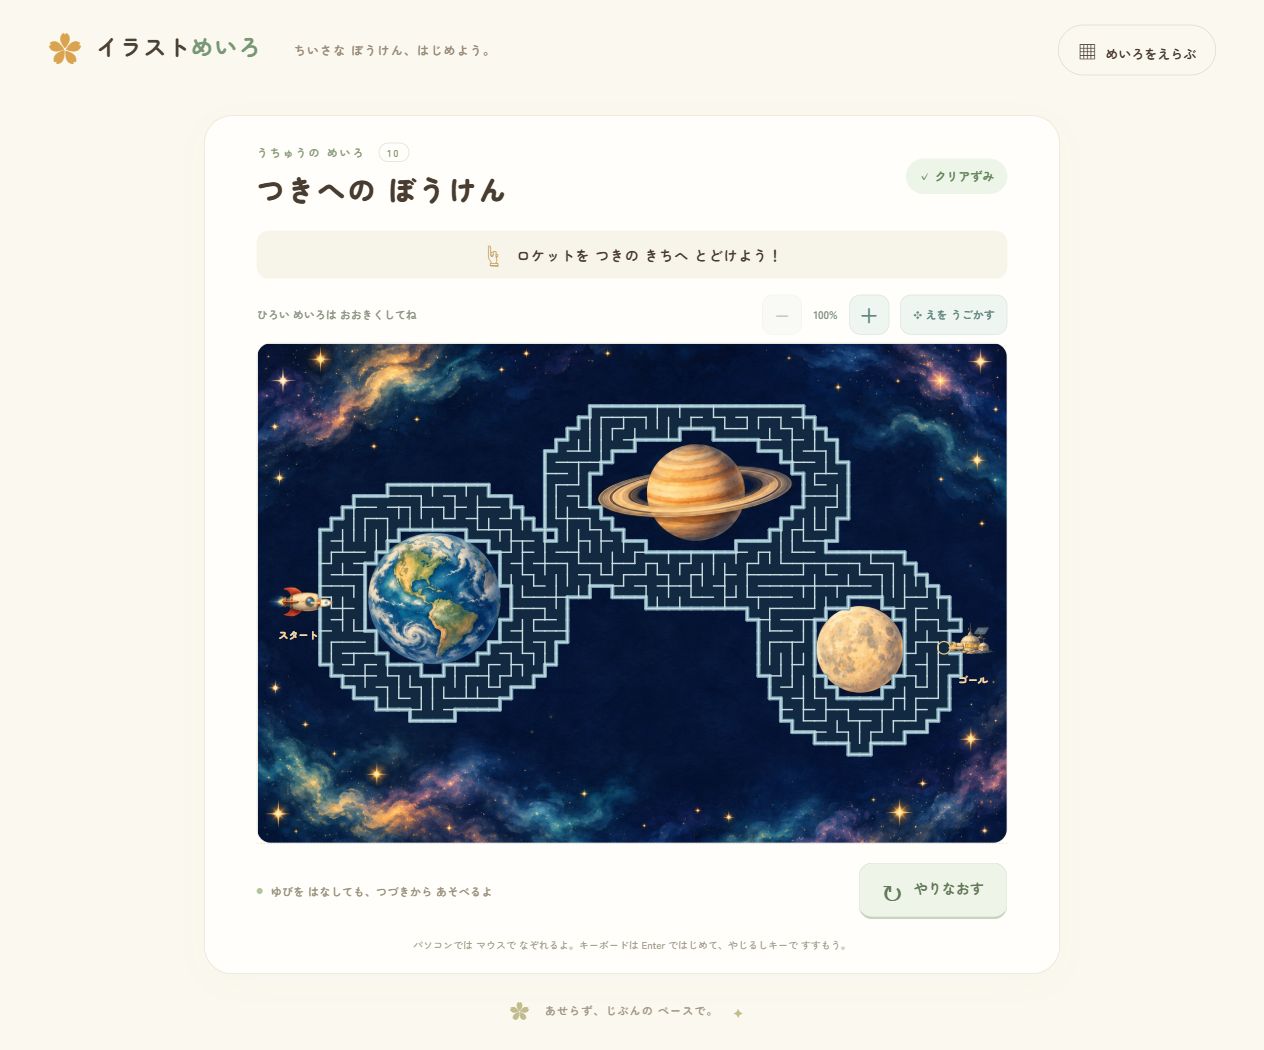 イラストめいろ
ちいさな ぼうけん、はじめよう。
めいろをえらぶ
うちゅうの めいろ 10
つきへの ぼうけん
✓ クリアずみ
ロケットを つきの きちへ とどけよう！
ひろい めいろは おおきくしてね
− 100% +
えを うごかす
スタート
ゴール
ゆびを はなしても、つづきから あそべるよ
↻ やりなおす
パソコンでは マウスで なぞれるよ。キーボードは Enter ではじめて、やじるしキーで すすもう。
あせらず、じぶんの ペースで。